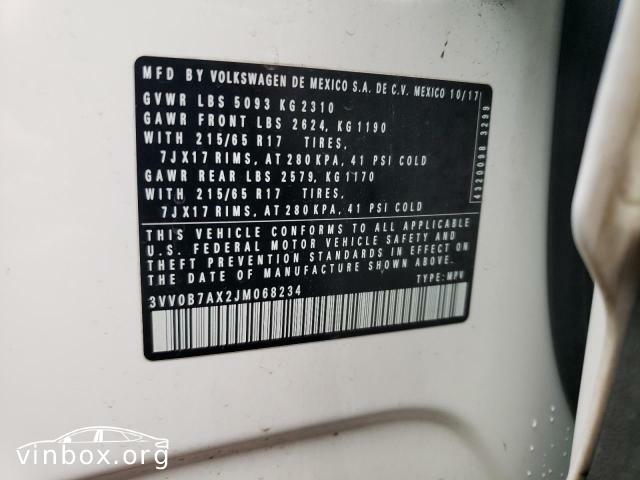 MFD BY VOLKSWAGEN DE MEXICO S.A. DE C.V. MEXICO 10/17
GVWR LBS 5093 KG 2310
GAWR FRONT LBS 2624, KG 1190
WITH 215/65 R17 TIRES,
7JX17 RIMS, AT 280 KPA, 41 PSI COLD
GAWR REAR LBS 2579, KG 1170
WITH 215/65 R17 TIRES,
7JX17 RIMS, AT 280 KPA, 41 PSI COLD
4320098 3299
THIS VEHICLE CONFORMS TO ALL APPLICABLE
U.S. FEDERAL MOTOR VEHICLE SAFETY AND
THEFT PREVENTION STANDARDS IN EFFECT ON
THE DATE OF MANUFACTURE
3VV0B7AX2JM068234 TYPE: MPV
vinbox.org